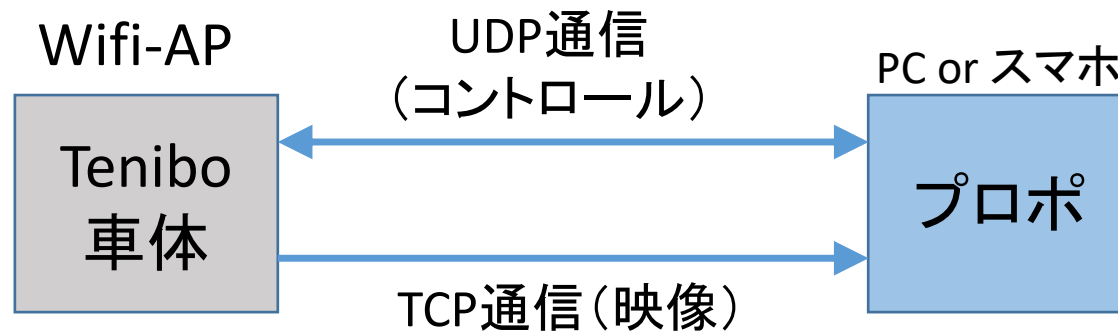 Wifi-AP
UDP通信
（コントロール）
PC or スマホ
Tenibo
車体
プロポ
TCP通信（映像）